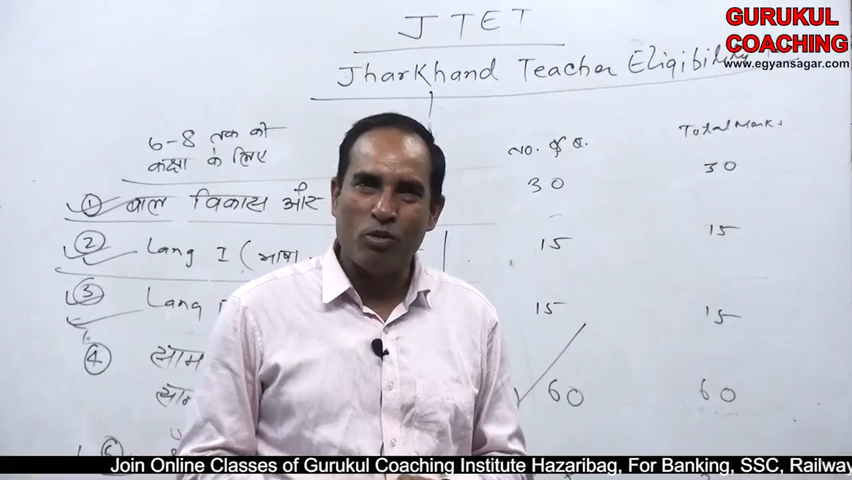 JTET
GURUKUL
COACHING
www.egyansagar.com
Jharkhand Teacher Eligibility
6-8 तक की
कक्षा के लिए
No. of Q.
Total Marks
① बाल विकास और
30
30
② Lang I (भाषा
15
15
③ Lang
15
15
④ साम
साम
60
60
Join Online Classes of Gurukul Coaching Institute Hazaribag, For Banking, SSC, Railway